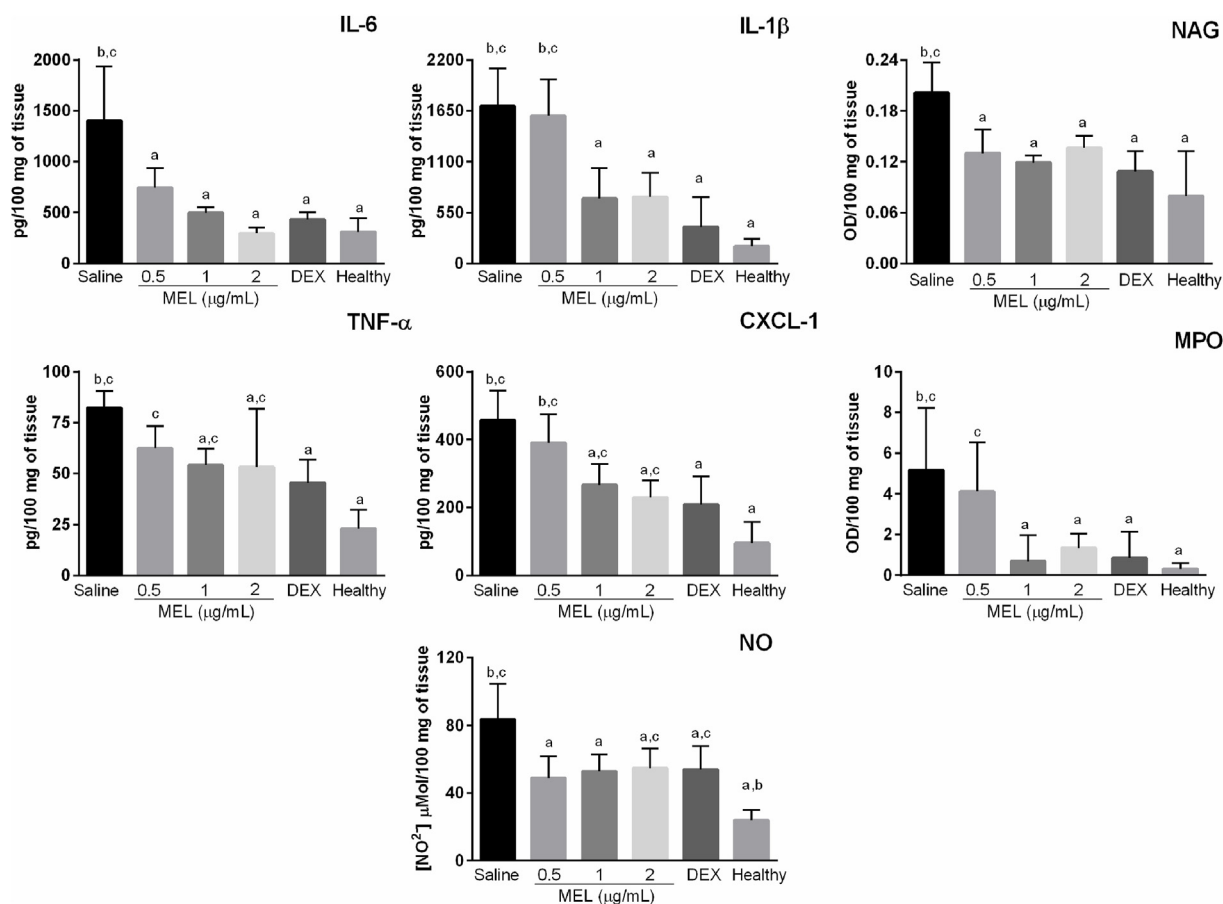 IL-6
b,c
2000
1500
1000
500
0
pg/100 mg of tissue
a
a
a
a
a
Saline 0.5 1 2 DEX Healthy
MEL (μg/mL)
IL-1β
b,c b,c
2200
1650
1100
550
0
pg/100 mg of tissue
a
a
a
a
Saline 0.5 1 2 DEX Healthy
MEL (μg/mL)
NAG
b,c
0.24
0.18
0.12
0.06
0.00
OD/100 mg of tissue
a
a
a
a
a
Saline 0.5 1 2 DEX Healthy
MEL (μg/mL)
TNF-α
b,c
100
75
50
25
0
pg/100 mg of tissue
c
a,c
a,c
a
a
Saline 0.5 1 2 DEX Healthy
MEL (μg/mL)
CXCL-1
b,c
600
400
200
0
pg/100 mg of tissue
b,c
a,c
a,c
a
a
Saline 0.5 1 2 DEX Healthy
MEL (μg/mL)
MPO
b,c
10
8
6
4
2
0
OD/100 mg of tissue
c
a
a
a
a
Saline 0.5 1 2 DEX Healthy
MEL (μg/mL)
NO
b,c
120
80
40
0
[NO²⁻] μMol/100 mg of tissue
a
a
a,c
a,c
a,b
Saline 0.5 1 2 DEX Healthy
MEL (μg/mL)